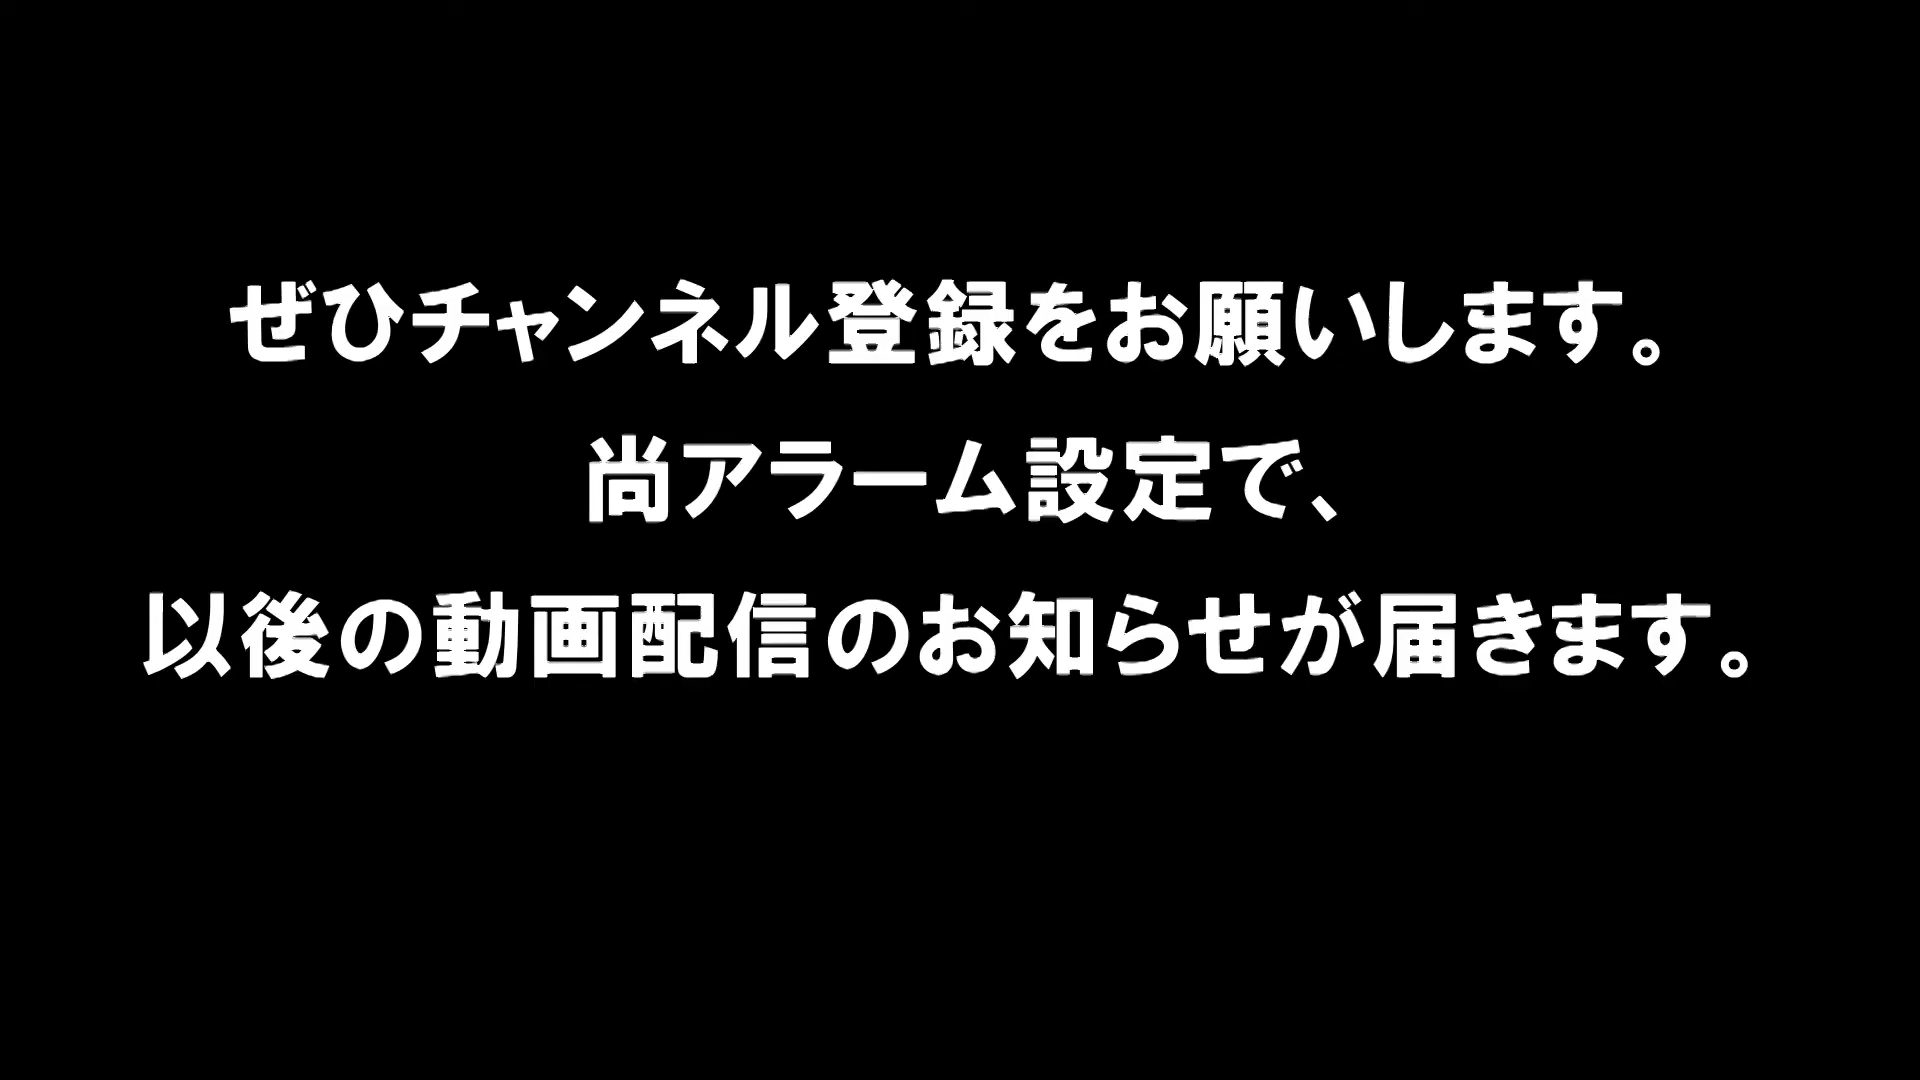 ぜひチャンネル登録をお願いします。
尚アラーム設定で、
以後の動画配信のお知らせが届きます。